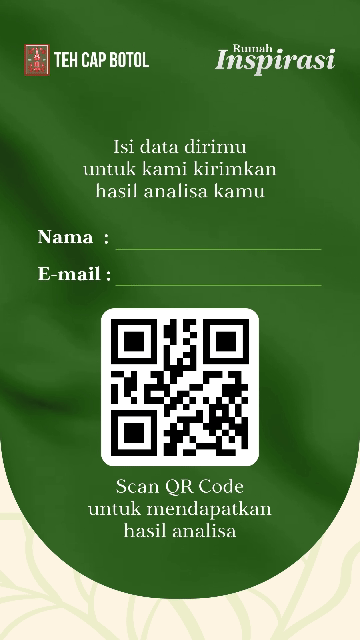 TEH CAP BOTOL
Rumah
Inspirasi
Isi data dirimu
untuk kami kirimkan
hasil analisa kamu
Nama :
E-mail :
Scan QR Code
untuk mendapatkan
hasil analisa